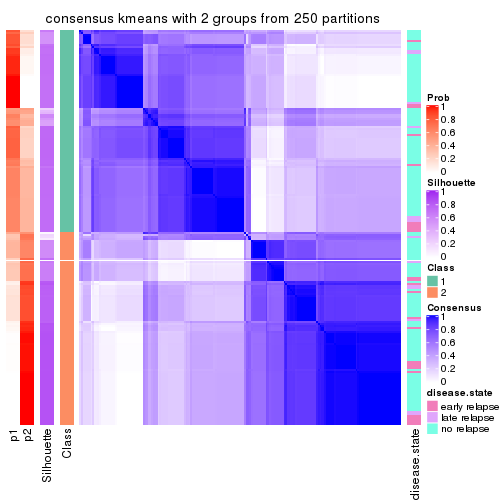 consensus kmeans with 2 groups from 250 partitions
Prob
1
0.8
0.6
0.4
0.2
0
Silhouette
1
0.8
0.6
0.4
0.2
0
Class
1
2
Consensus
1
0.8
0.6
0.4
0.2
0
disease.state
early relapse
late relapse
no relapse
p1
p2
Silhouette
Class
disease.state